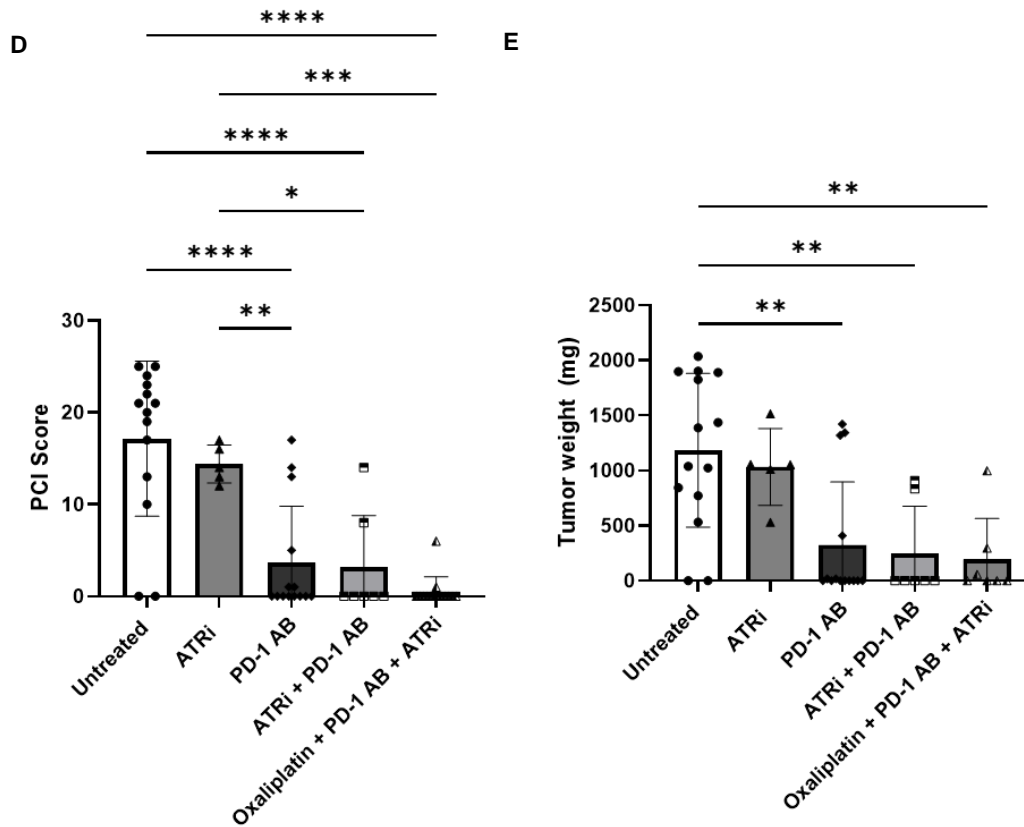 D
****
***
****
*
****
**
PCI Score
30
20
10
0
Untreated
ATRi
PD-1 AB
ATRi + PD-1 AB
Oxaliplatin + PD-1 AB + ATRi
E
**
**
**
Tumor weight (mg)
2500
2000
1500
1000
500
0
Untreated
ATRi
PD-1 AB
ATRi + PD-1 AB
Oxaliplatin + PD-1 AB + ATRi